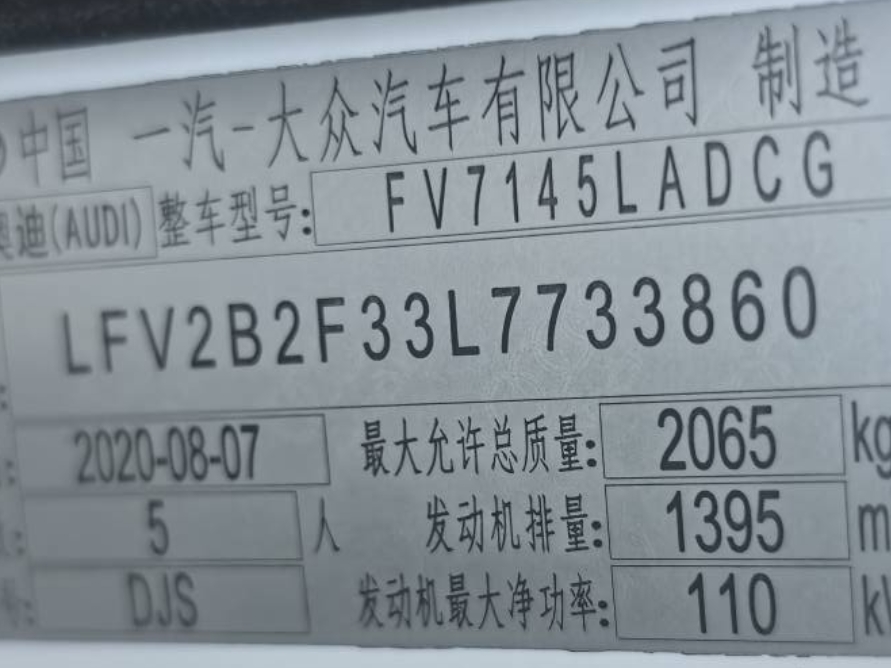 中国 一汽-大众汽车有限公司 制造
奥迪(AUDI) 整车型号: FV7145LADCG
LFV2B2F33L7733860
2020-08-07 最大允许总质量: 2065 kg
5 人 发动机排量: 1395 m
号: DJS 发动机最大净功率: 110 k